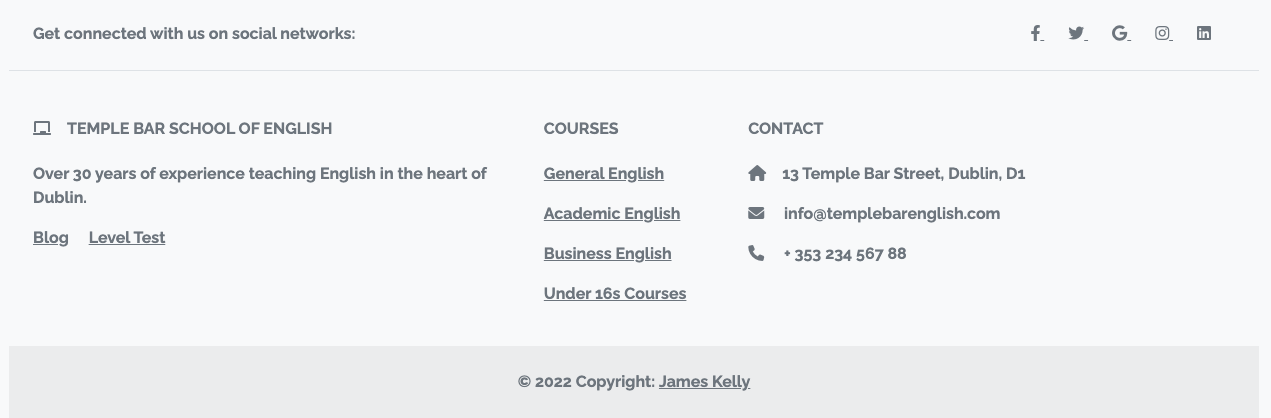 Get connected with us on social networks:
TEMPLE BAR SCHOOL OF ENGLISH
Over 30 years of experience teaching English in the heart of
Dublin.
Blog Level Test
COURSES
General English
Academic English
Business English
Under 16s Courses
CONTACT
13 Temple Bar Street, Dublin, D1
info@templebarenglish.com
+ 353 234 567 88
© 2022 Copyright: James Kelly